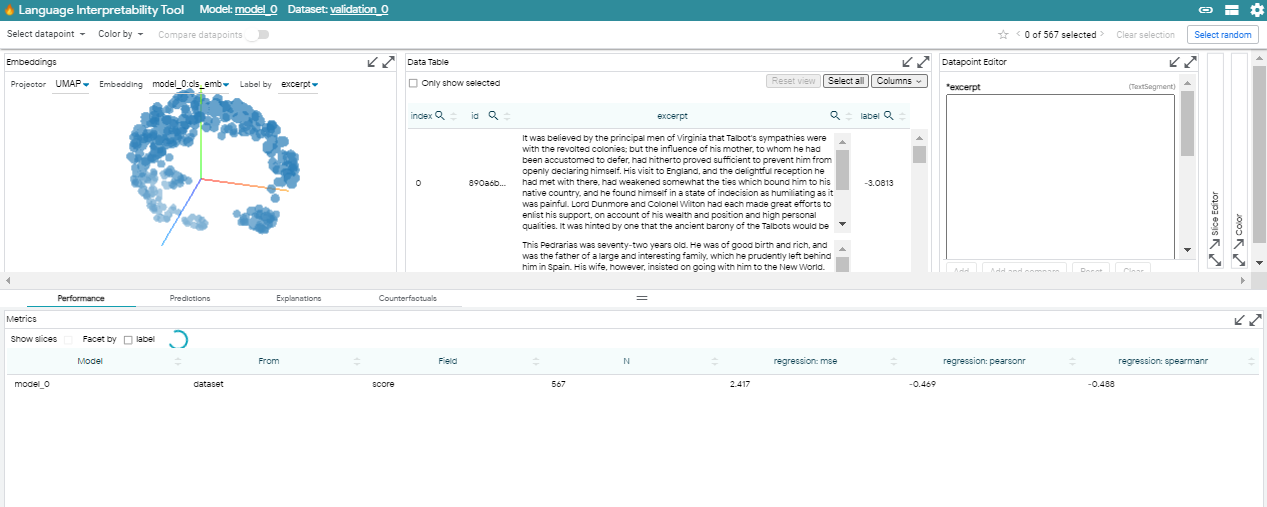 Language Interpretability Tool Model: model_0 Dataset: validation_0
Select datapoint Color by Compare datapoints 0 of 567 selected Clear selection Select random
Embeddings
Projector UMAP Embedding model_0:cls_emb Label by excerpt
Data Table
Only show selected Reset view Select all Columns
index id excerpt label
It was believed by the principal men of Virginia that Talbot's sympathies were
with the revolted colonies; but the influence of his mother, to whom he had
been accustomed to defer, had hitherto proved sufficient to prevent him from
openly declaring himself. His visit to England, and the delightful reception he
had met with there, had weakened somewhat the ties which bound him to his
0 890a6b... -3.0813
native country, and he found himself in a state of indecision as humiliating as it
was painful. Lord Dunmore and Colonel Wilton had each made great efforts to
enlist his support, on account of his wealth and position and high personal
qualities. It was hinted by one that the ancient barony of the Talbots would be
This Pedrarias was seventy-two years old. He was of good birth and rich, and
was the father of a large and interesting family, which he prudently left behind
him in Spain. His wife, however, insisted on going with him to the New World.
Datapoint Editor
*excerpt (TextSegment)
Add Add and compare Reset Clear
Slice Editor
Color
Performance Predictions Explanations Counterfactuals
Metrics
Show slices Facet by label
Model From Field N regression: mse regression: pearsonr regression: spearmanr
model_0 dataset score 567 2.417 -0.469 -0.488